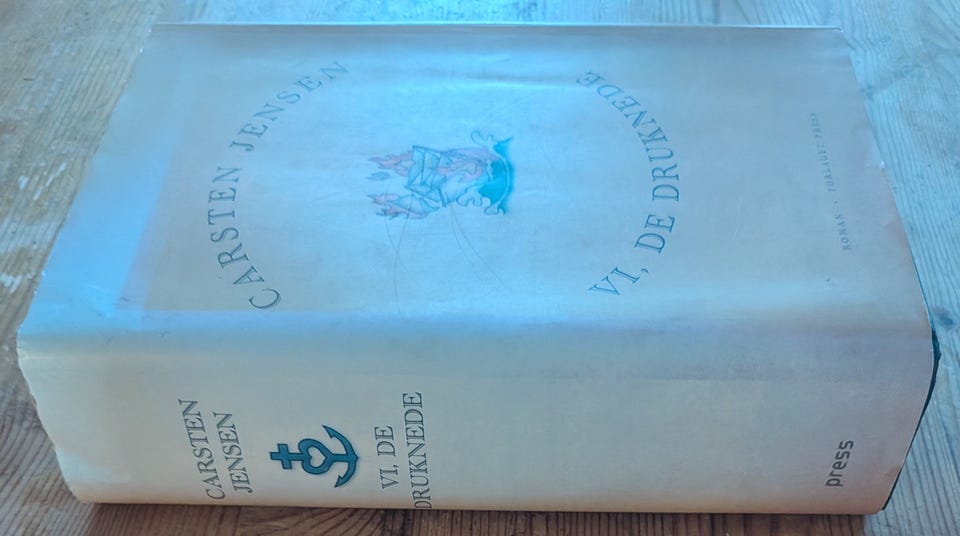 CARSTEN JENSEN
VI, DE DRUKNEDE
ROMAN • FORLAGET PRESS
CARSTEN
JENSEN
VI, DE
DRUKNEDE
press